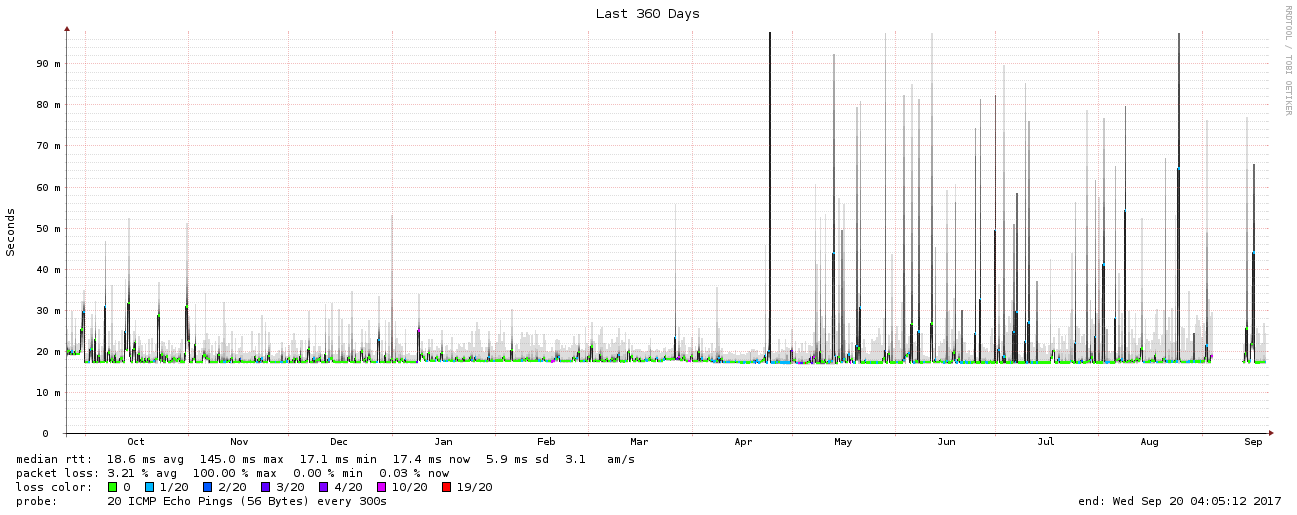 Last 360 Days
RRDTOOL / TOBI OETIKER
Seconds
90 m
80 m
70 m
60 m
50 m
40 m
30 m
20 m
10 m
0
Oct Nov Dec Jan Feb Mar Apr May Jun Jul Aug Sep
median rtt: 18.6 ms avg 145.0 ms max 17.1 ms min 17.4 ms now 5.9 ms sd 3.1 am/s
packet loss: 3.21 % avg 100.00 % max 0.00 % min 0.03 % now
loss color: 0 1/20 2/20 3/20 4/20 10/20 19/20
probe: 20 ICMP Echo Pings (56 Bytes) every 300s end: Wed Sep 20 04:05:12 2017